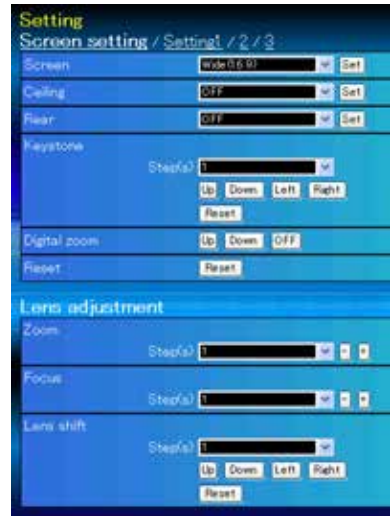 Setting
Screen setting / Setting1 / 2 / 3
Screen Wide(16:9) Set
Ceiling OFF Set
Rear OFF Set
Keystone
Step(s) 1
Up Down Left Right
Reset
Digital zoom Up Down OFF
Reset Reset
Lens adjustment
Zoom
Step(s) 1 - +
Focus
Step(s) 1 - +
Lens shift
Step(s) 1
Up Down Left Right
Reset